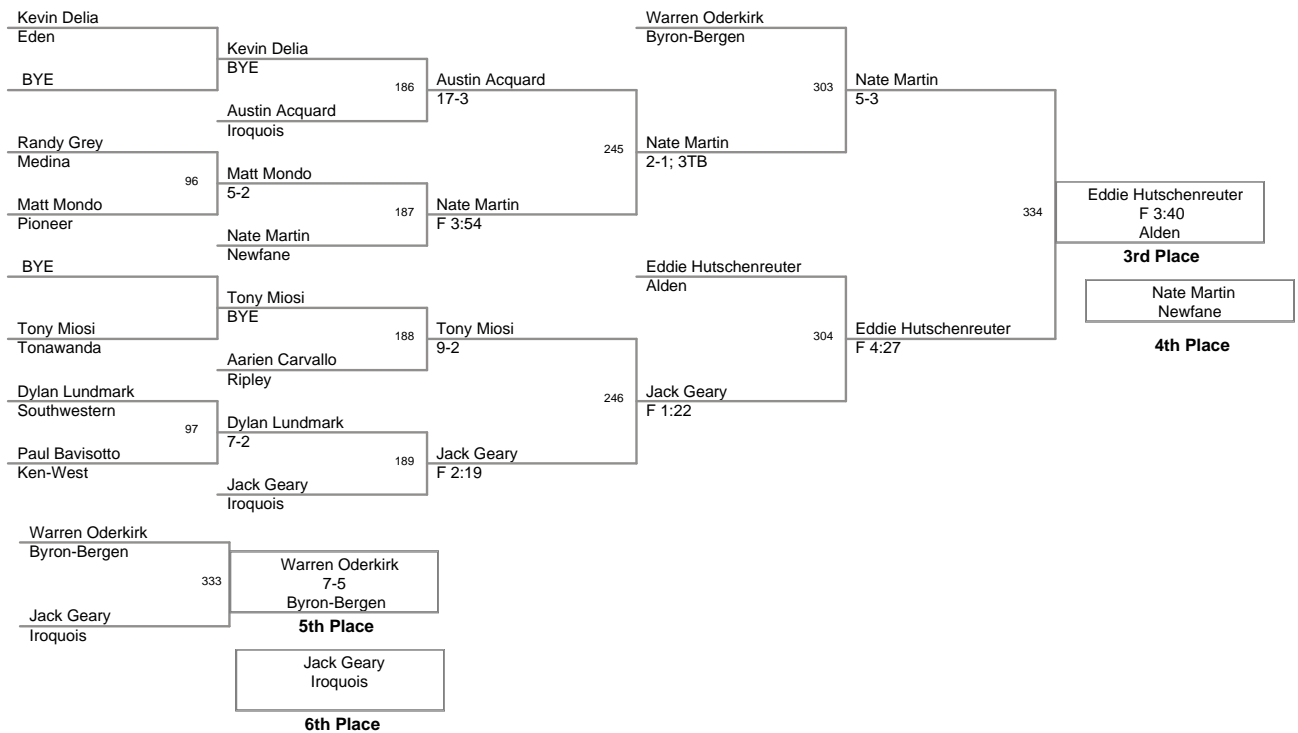 Kevin Delia
Eden
BYE
Randy Grey
Medina
96
Matt Mondo
Pioneer
BYE
Tony Miosi
Tonawanda
Dylan Lundmark
Southwestern
97
Paul Bavisotto
Ken-West
Kevin Delia
BYE
186
Austin Acquard
Iroquois
Matt Mondo
5-2
187
Nate Martin
Newfane
Tony Miosi
BYE
188
Aarien Carvallo
Ripley
Dylan Lundmark
7-2
189
Jack Geary
Iroquois
Austin Acquard
17-3
245
Nate Martin
F 3:54
Tony Miosi
9-2
246
Jack Geary
F 2:19
Warren Oderkirk
Byron-Bergen
303
Nate Martin
2-1; 3TB
Eddie Hutschenreuter
Alden
304
Jack Geary
F 1:22
Nate Martin
5-3
334
Eddie Hutschenreuter
F 4:27
Eddie Hutschenreuter
F 3:40
Alden
3rd Place
Nate Martin
Newfane
4th Place
Warren Oderkirk
Byron-Bergen
333
Jack Geary
Iroquois
Warren Oderkirk
7-5
Byron-Bergen
5th Place
Jack Geary
Iroquois
6th Place